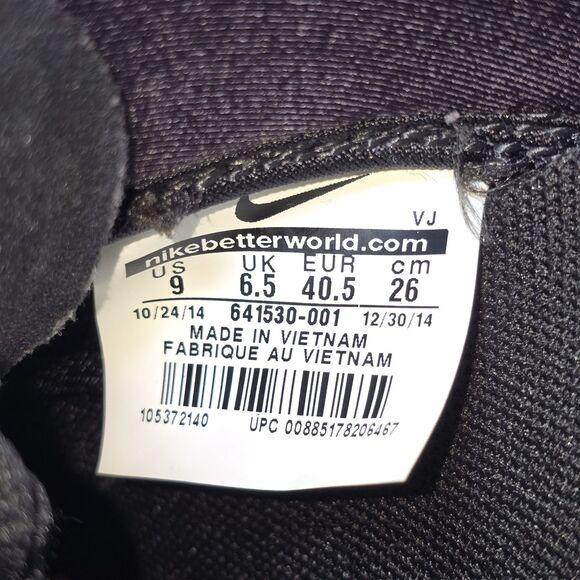 VJ
nikebetterworld.com
US UK EUR cm
9 6.5 40.5 26
10/24/14 641530-001 12/30/14
MADE IN VIETNAM
FABRIQUE AU VIETNAM
105372140 UPC 00885178206467